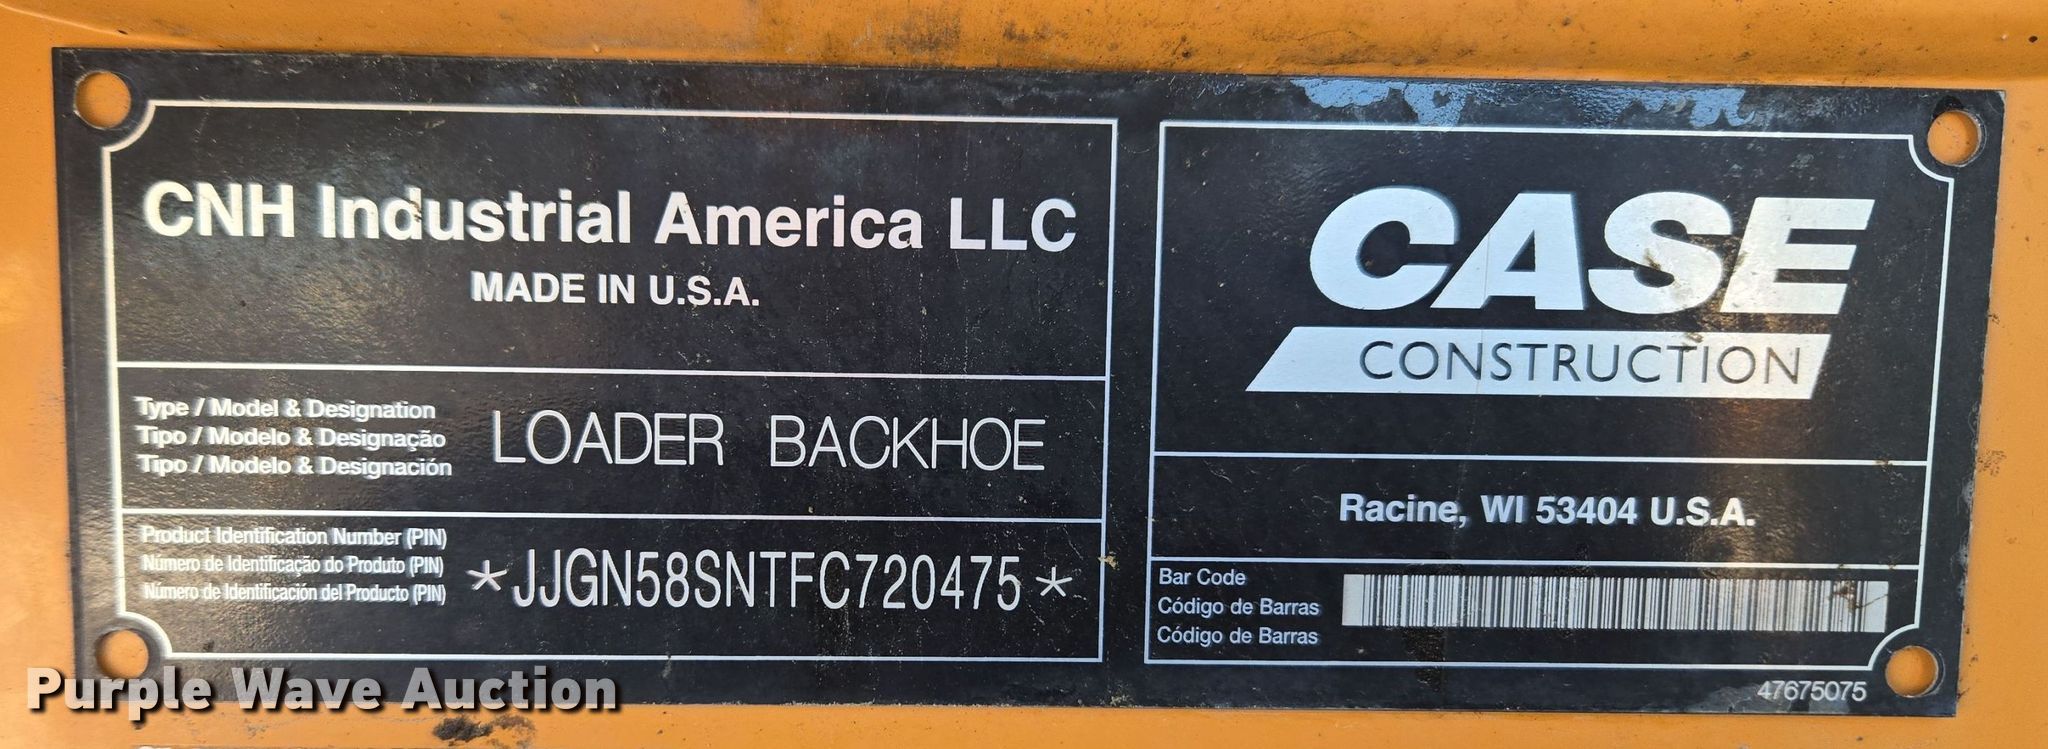 CNH Industrial America LLC
MADE IN U.S.A.
Type / Model & Designation
Tipo / Modelo & Designação
Tipo / Modelo & Designación
LOADER BACKHOE
Product Identification Number (PIN)
Número de Identificação do Produto (PIN)
Número de Identificación del Producto (PIN)
*JJGN58SNTFC720475*
CASE
CONSTRUCTION
Racine, WI 53404 U.S.A.
Bar Code
Código de Barras
Código de Barras
47675075
Purple Wave Auction